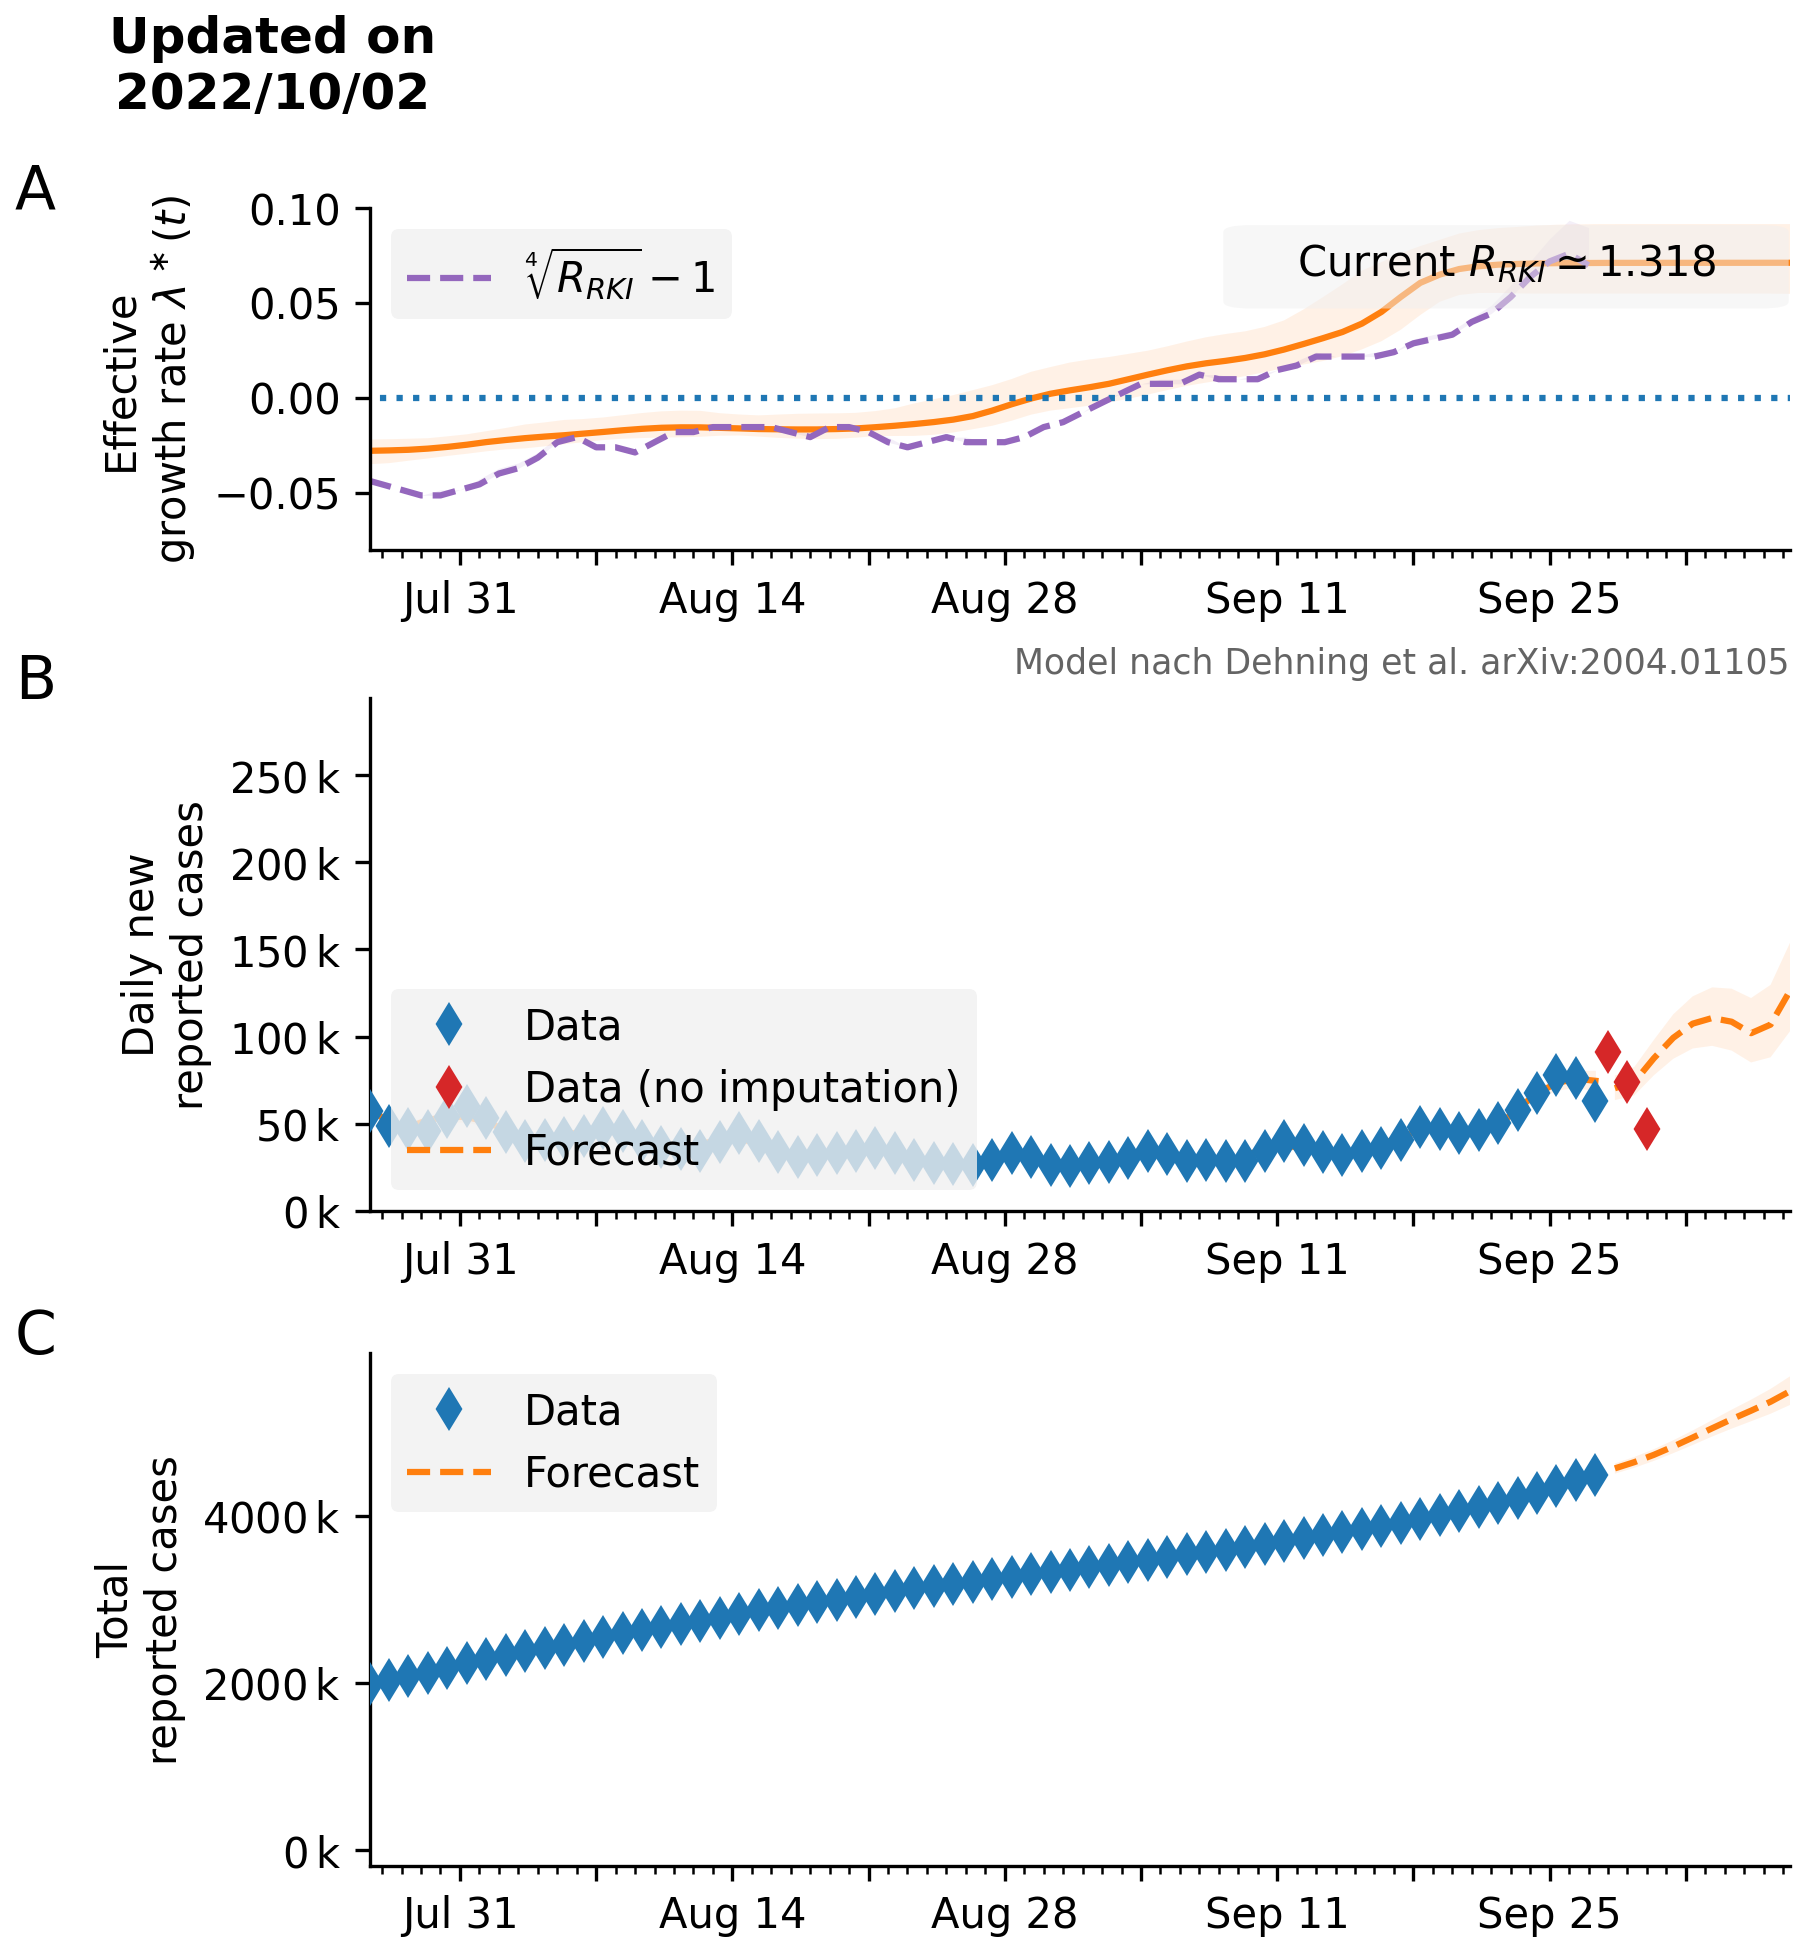 Updated on
2022/10/02
A
Effective
growth rate λ * (t)
0.10
0.05
0.00
−0.05
∜R_RKI − 1
Current R_RKI ≃ 1.318
Jul 31
Aug 14
Aug 28
Sep 11
Sep 25
Model nach Dehning et al. arXiv:2004.01105
B
Daily new
reported cases
250 k
200 k
150 k
100 k
50 k
0 k
Data
Data (no imputation)
Forecast
Jul 31
Aug 14
Aug 28
Sep 11
Sep 25
C
Total
reported cases
4000 k
2000 k
0 k
Data
Forecast
Jul 31
Aug 14
Aug 28
Sep 11
Sep 25